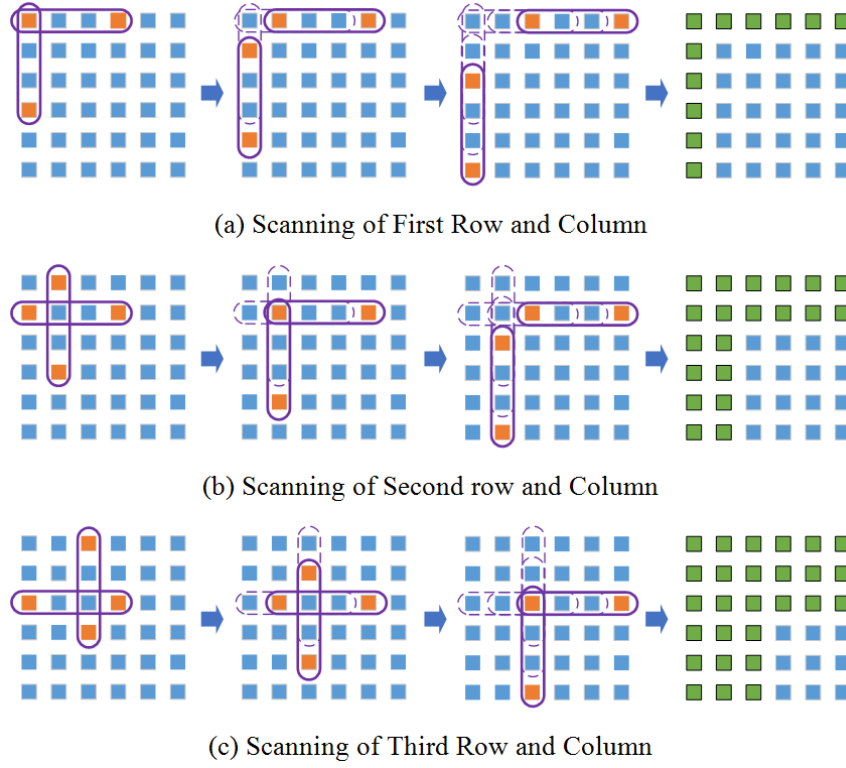 (a) Scanning of First Row and Column
(b) Scanning of Second row and Column
(c) Scanning of Third Row and Column